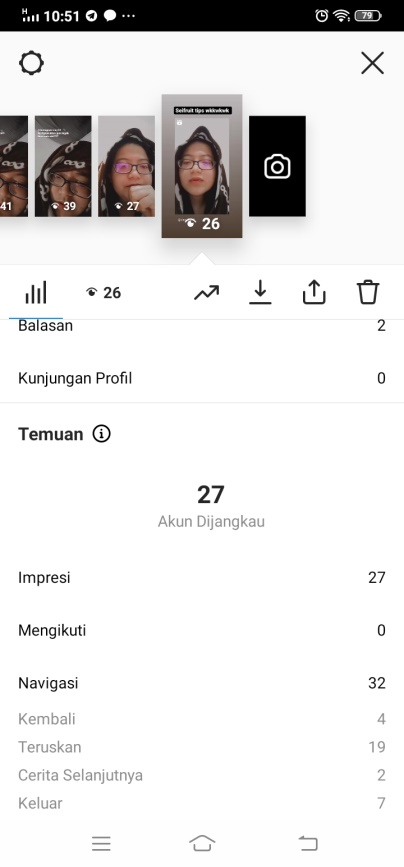 H 10:51 79
Selfruit tips wkknkwk
41
39
27
26
26
Balasan 2
Kunjungan Profil 0
Temuan
27
Akun Dijangkau
Impresi 27
Mengikuti 0
Navigasi 32
Kembali 4
Teruskan 19
Cerita Selanjutnya 2
Keluar 7